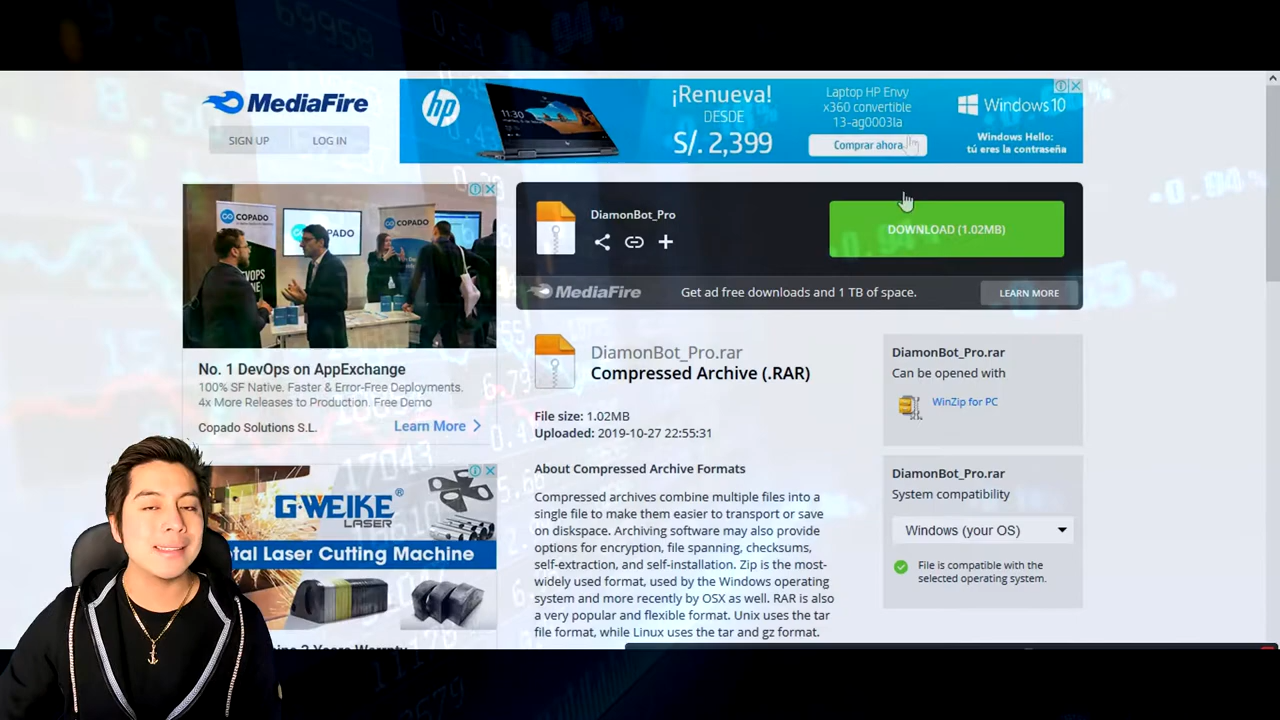 MediaFire
SIGN UP
LOG IN
hp
11:30
¡Renueva!
DESDE
S/. 2,399
Laptop HP Envy
x360 convertible
13-ag0003la
Comprar ahora
Windows 10
Windows Hello:
tú eres la contraseña
COPADO
COPADO
DiamonBot_Pro
DOWNLOAD (1.02MB)
MediaFire
Get ad free downloads and 1 TB of space.
LEARN MORE
No. 1 DevOps on AppExchange
100% SF Native. Faster & Error-Free Deployments.
4x More Releases to Production. Free Demo
Copado Solutions S.L.
Learn More
DiamonBot_Pro.rar
Compressed Archive (.RAR)
File size: 1.02MB
Uploaded: 2019-10-27 22:55:31
About Compressed Archive Formats
Compressed archives combine multiple files into a
single file to make them easier to transport or save
on diskspace. Archiving software may also provide
options for encryption, file spanning, checksums,
self-extraction, and self-installation. Zip is the most-
widely used format, used by the Windows operating
system and more recently by OSX as well. RAR is also
a very popular and flexible format. Unix uses the tar
file format, while Linux uses the tar and gz format.
DiamonBot_Pro.rar
Can be opened with
WinZip for PC
DiamonBot_Pro.rar
System compatibility
Windows (your OS)
File is compatible with the
selected operating system.
G-WEIKE®
LASER
Laser Cutting Machine